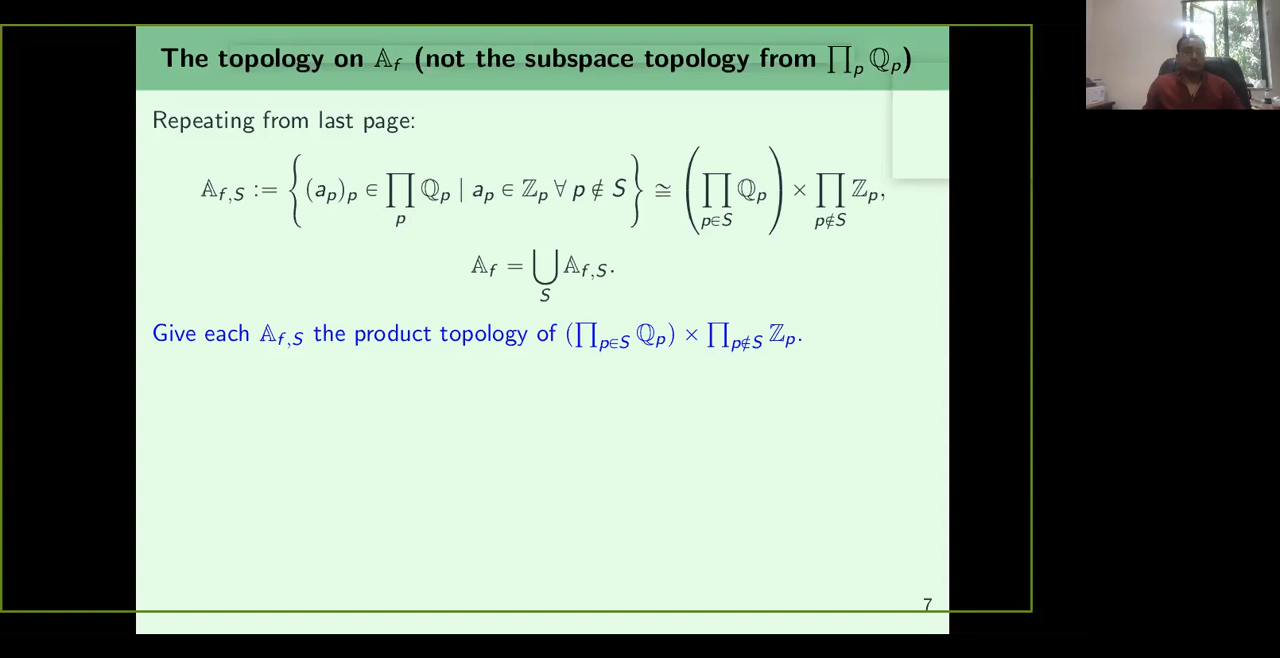 The topology on 𝔸_f (not the subspace topology from ∏_p ℚ_p)
Repeating from last page:
𝔸_{f,S} := { (a_p)_p ∈ ∏_p ℚ_p | a_p ∈ ℤ_p ∀ p ∉ S } ≅ ( ∏_{p∈S} ℚ_p ) × ∏_{p∉S} ℤ_p,
𝔸_f = ⋃_S 𝔸_{f,S}.
Give each 𝔸_{f,S} the product topology of (∏_{p∈S} ℚ_p) × ∏_{p∉S} ℤ_p.
7